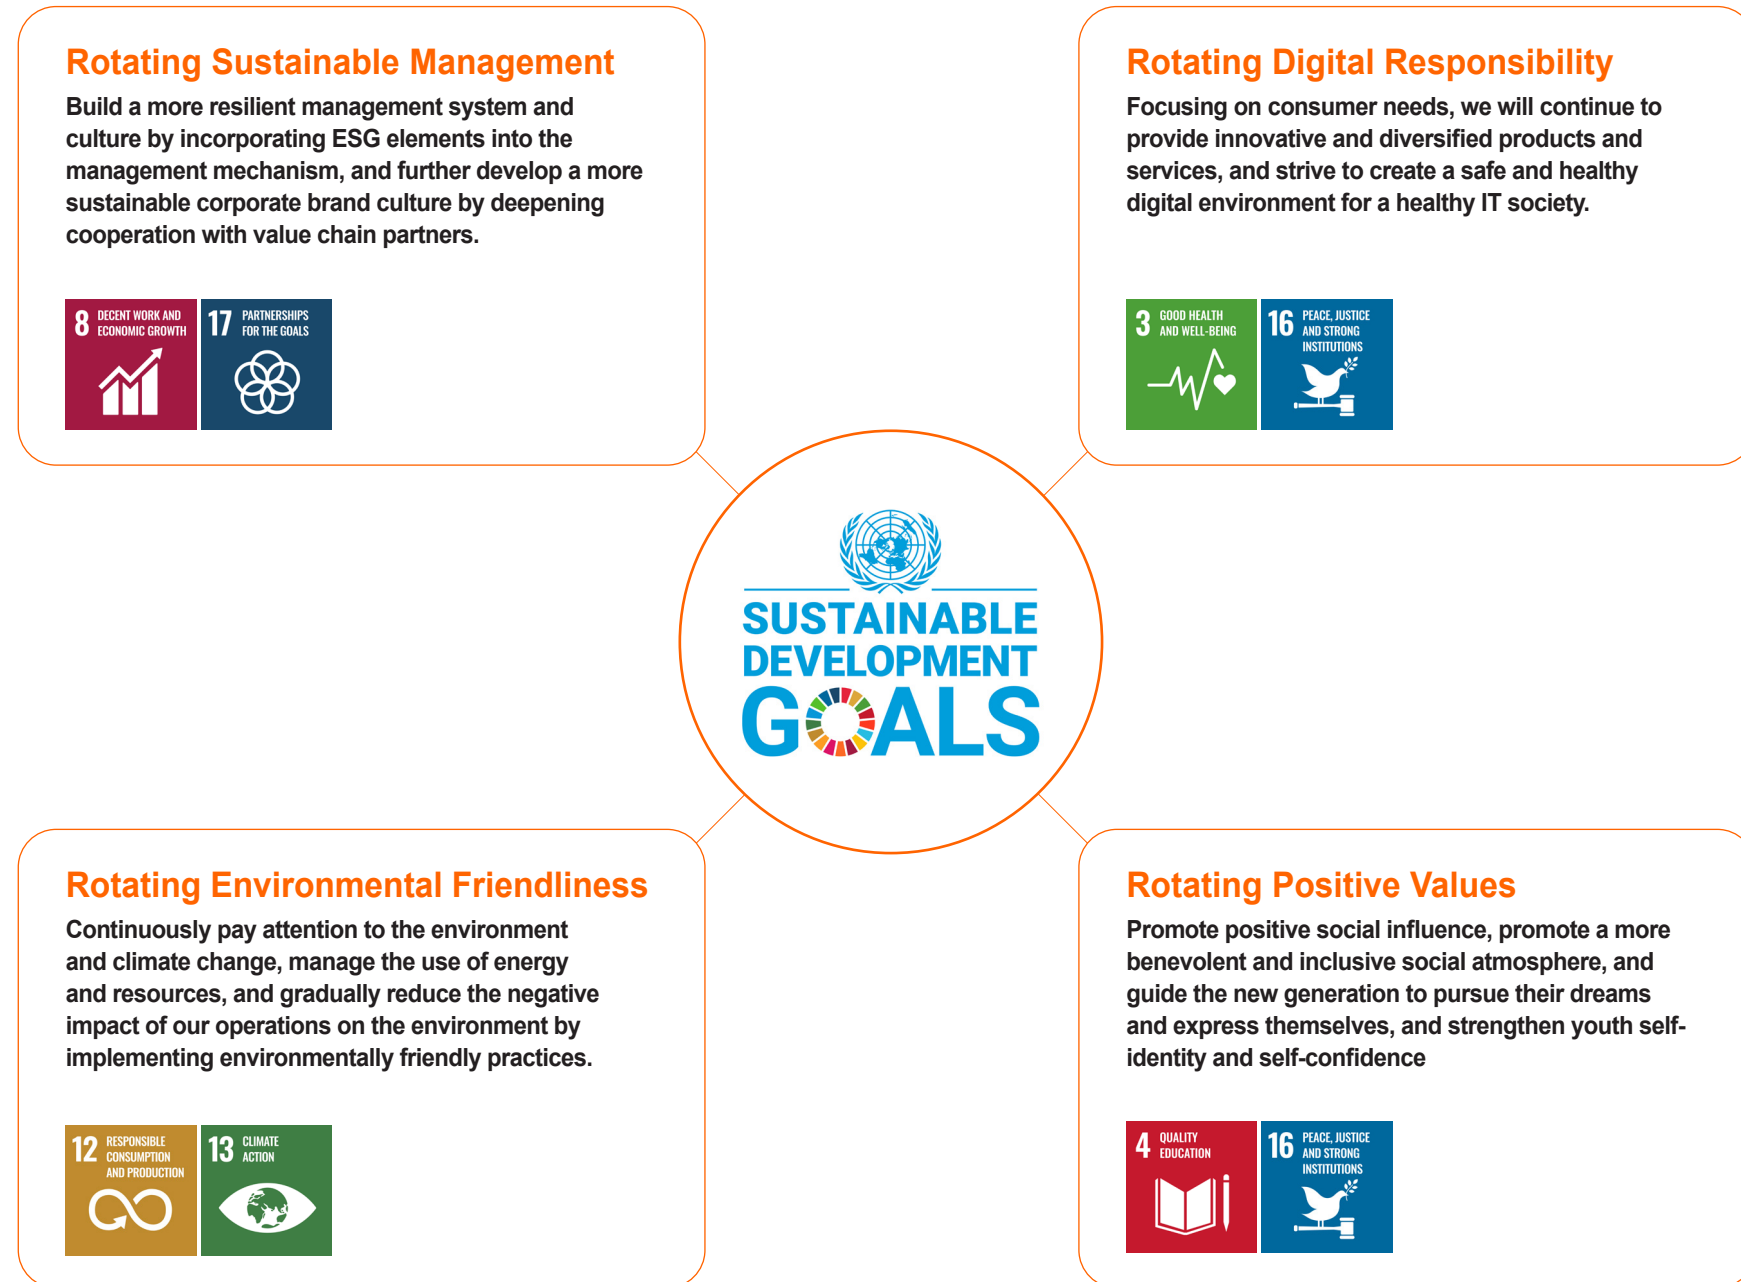 Rotating Sustainable Management
Build a more resilient management system and
culture by incorporating ESG elements into the
management mechanism, and further develop a more
sustainable corporate brand culture by deepening
cooperation with value chain partners.
8 DECENT WORK AND
ECONOMIC GROWTH
17 PARTNERSHIPS
FOR THE GOALS
Rotating Digital Responsibility
Focusing on consumer needs, we will continue to
provide innovative and diversified products and
services, and strive to create a safe and healthy
digital environment for a healthy IT society.
3 GOOD HEALTH
AND WELL-BEING
16 PEACE, JUSTICE
AND STRONG
INSTITUTIONS
SUSTAINABLE
DEVELOPMENT
GOALS
Rotating Environmental Friendliness
Continuously pay attention to the environment
and climate change, manage the use of energy
and resources, and gradually reduce the negative
impact of our operations on the environment by
implementing environmentally friendly practices.
12 RESPONSIBLE
CONSUMPTION
AND PRODUCTION
13 CLIMATE
ACTION
Rotating Positive Values
Promote positive social influence, promote a more
benevolent and inclusive social atmosphere, and
guide the new generation to pursue their dreams
and express themselves, and strengthen youth self-
identity and self-confidence
4 QUALITY
EDUCATION
16 PEACE, JUSTICE
AND STRONG
INSTITUTIONS